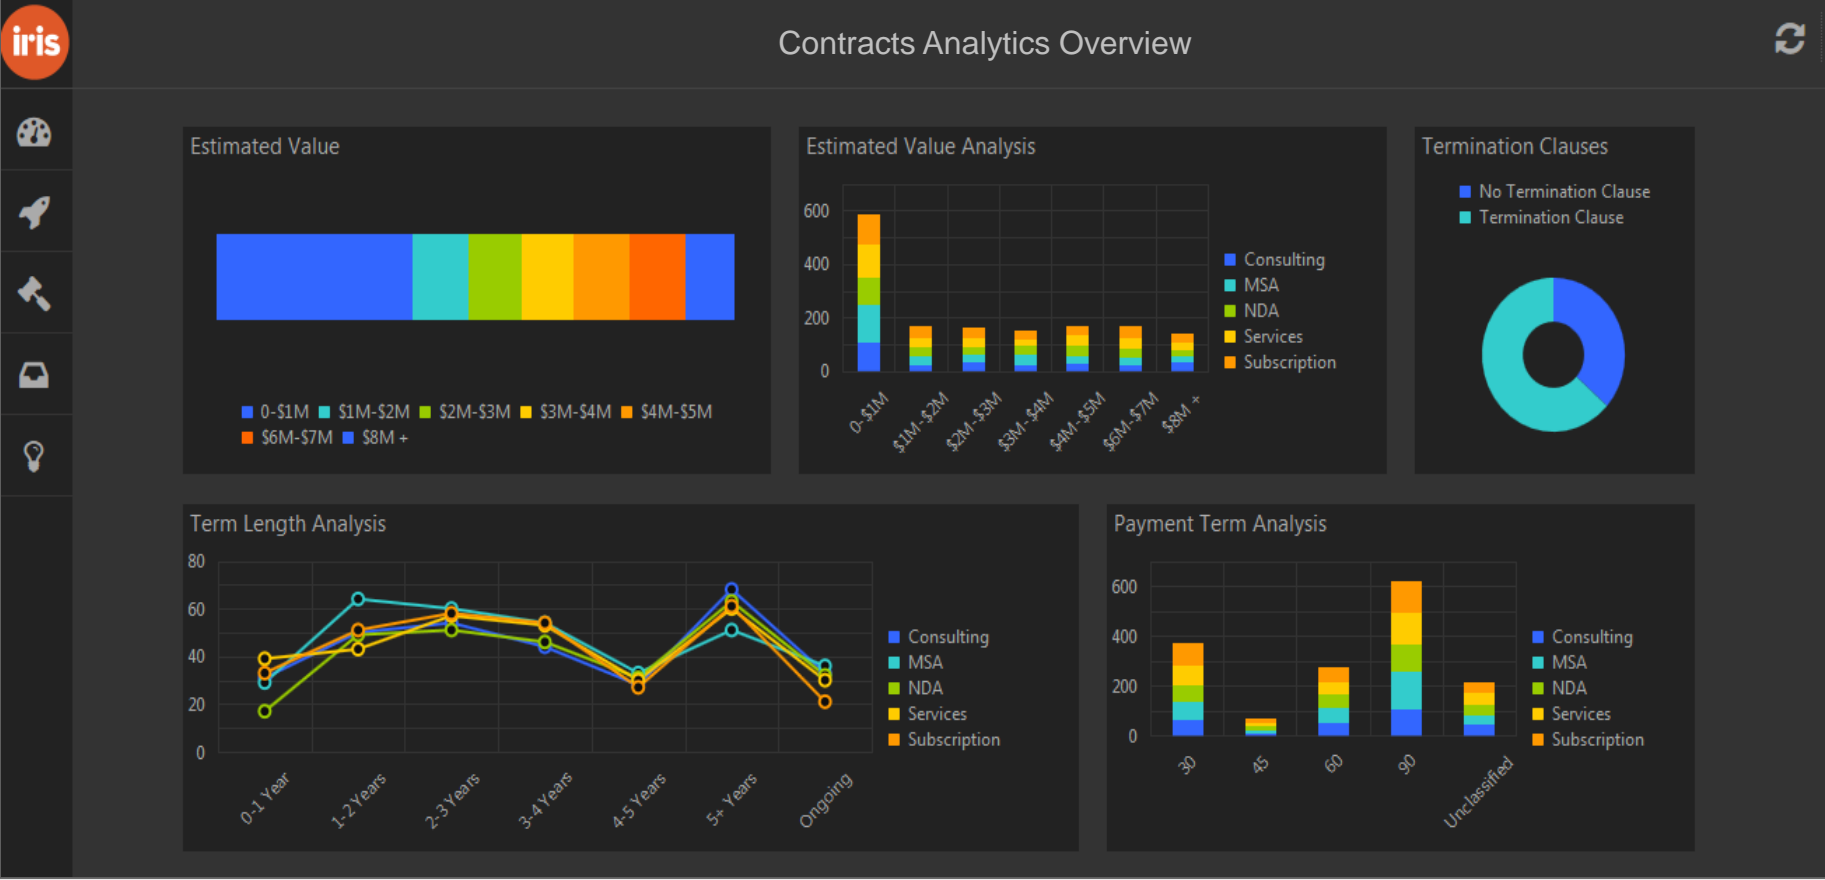 iris
Contracts Analytics Overview
Estimated Value
0-$1M $1M-$2M $2M-$3M $3M-$4M $4M-$5M
$6M-$7M $8M +
Estimated Value Analysis
600
400
200
0
0-$1M $1M-$2M $2M-$3M $3M-$4M $4M-$5M $6M-$7M $8M +
Consulting
MSA
NDA
Services
Subscription
Termination Clauses
No Termination Clause
Termination Clause
Term Length Analysis
80
60
40
20
0
0-1 Year 1-2 Years 2-3 Years 3-4 Years 4-5 Years 5+ Years Ongoing
Consulting
MSA
NDA
Services
Subscription
Payment Term Analysis
600
400
200
0
30 45 60 90 Unclassified
Consulting
MSA
NDA
Services
Subscription